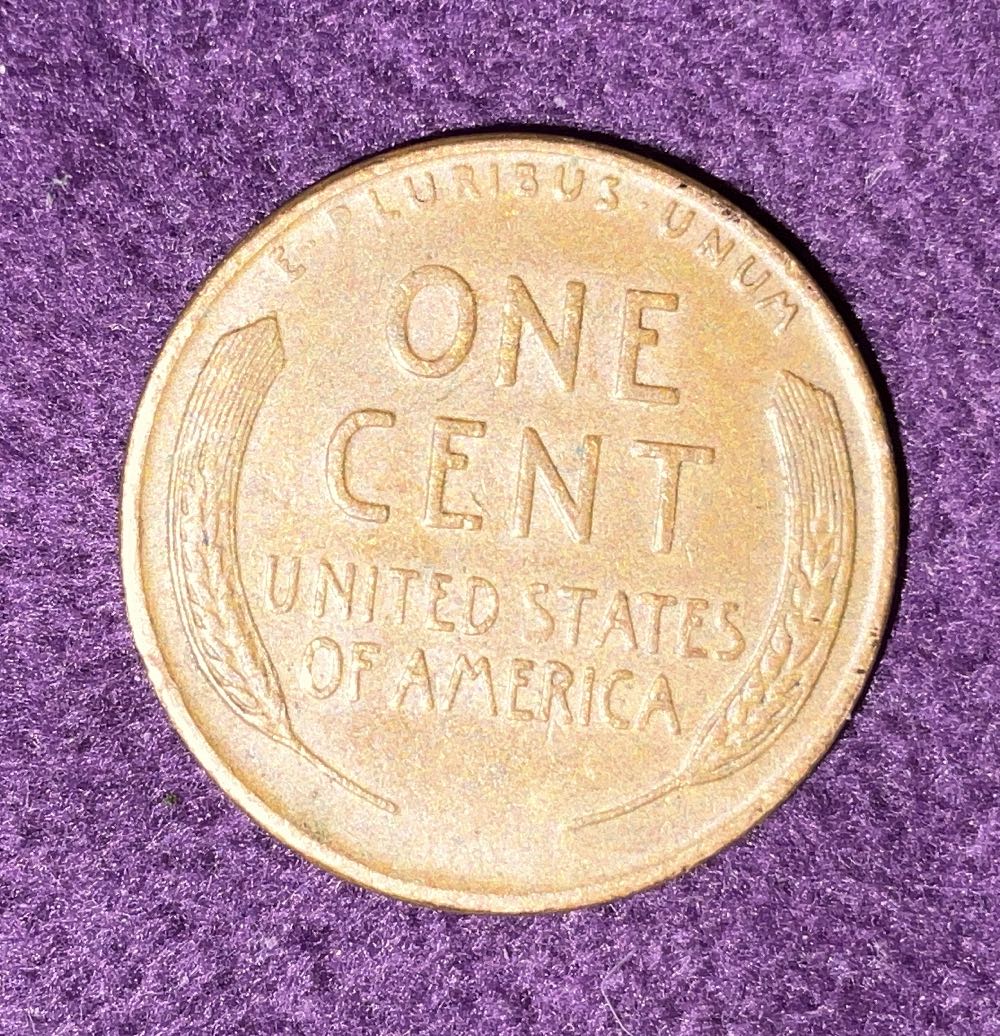 E · PLURIBUS · UNUM
ONE
CENT
UNITED STATES
OF AMERICA